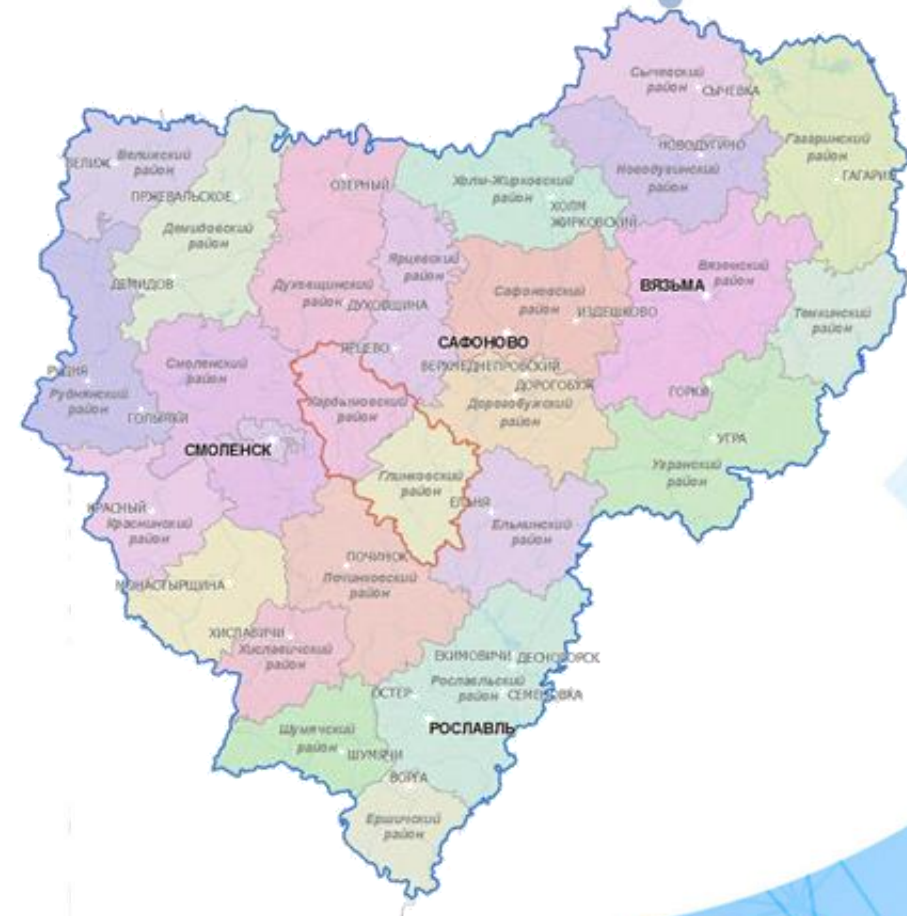 Сычевский
район
СЫЧЕВКА
Гагаринский
район
ГАГАРИН
НОВОДУГИНО
Новодугинский
район
ВЕЛИЖ
Велижский
район
ПРЖЕВАЛЬСКОЕ
ОЗЕРНЫЙ
Холм-Жирковский
район
ХОЛМ
ЖИРКОВСКИЙ
Демидовский
район
ДЕМИДОВ
Ярцевский
район
Духовщинский
район
ДУХОВЩИНА
Сафоновский
район
ИЗДЕШКОВО
Вяземский
район
ВЯЗЬМА
Темкинский
район
САФОНОВО
ЯРЦЕВО
ВЕРХНЕДНЕПРОВСКИЙ
ДОРОГОБУЖ
Дорогобужский
район
ГОРКИ
Смоленский
район
РУДНЯ
Руднянский
район
ГОЛЫНКИ
Кардымовский
район
УГРА
Угранский
район
СМОЛЕНСК
Глинковский
район
ЕЛЬНЯ
Ельнинский
район
КРАСНЫЙ
Краснинский
район
ПОЧИНОК
Починковский
район
МОНАСТЫРЩИНА
ХИСЛАВИЧИ
Хиславичский
район
ЕКИМОВИЧИ
ДЕСНОГОРСК
Рославльский
район
ОСТЕР
СЕМЕНОВКА
Шумячский
район
ШУМЯЧИ
РОСЛАВЛЬ
ВОРГА
Ершичский
район